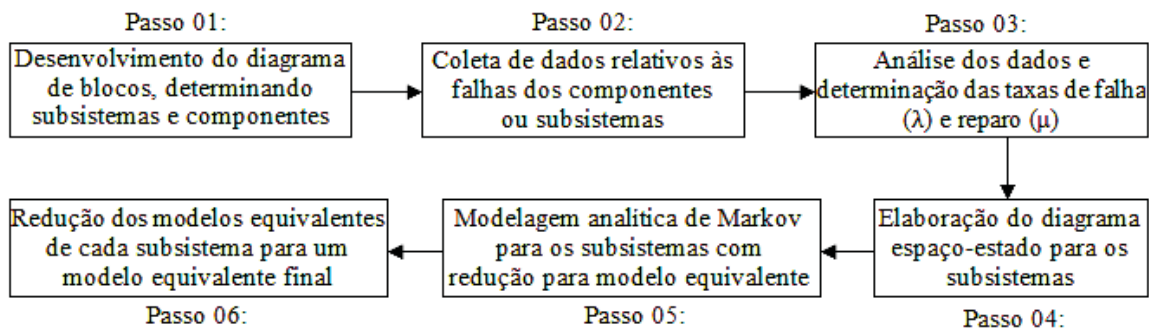 Passo 01:
Desenvolvimento do diagrama
de blocos, determinando
subsistemas e componentes
Passo 02:
Coleta de dados relativos às
falhas dos componentes
ou subsistemas
Passo 03:
Análise dos dados e
determinação das taxas de falha
(λ) e reparo (μ)
Elaboração do diagrama
espaço-estado para os
subsistemas
Passo 04:
Modelagem analítica de Markov
para os subsistemas com
redução para modelo equivalente
Passo 05:
Redução dos modelos equivalentes
de cada subsistema para um
modelo equivalente final
Passo 06: